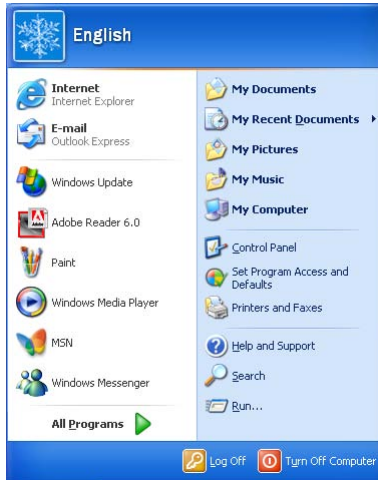 English
Internet
Internet Explorer
E-mail
Outlook Express
Windows Update
Adobe Reader 6.0
Paint
Windows Media Player
MSN
Windows Messenger
All Programs
My Documents
My Recent Documents
My Pictures
My Music
My Computer
Control Panel
Set Program Access and
Defaults
Printers and Faxes
Help and Support
Search
Run...
Log Off
Turn Off Computer